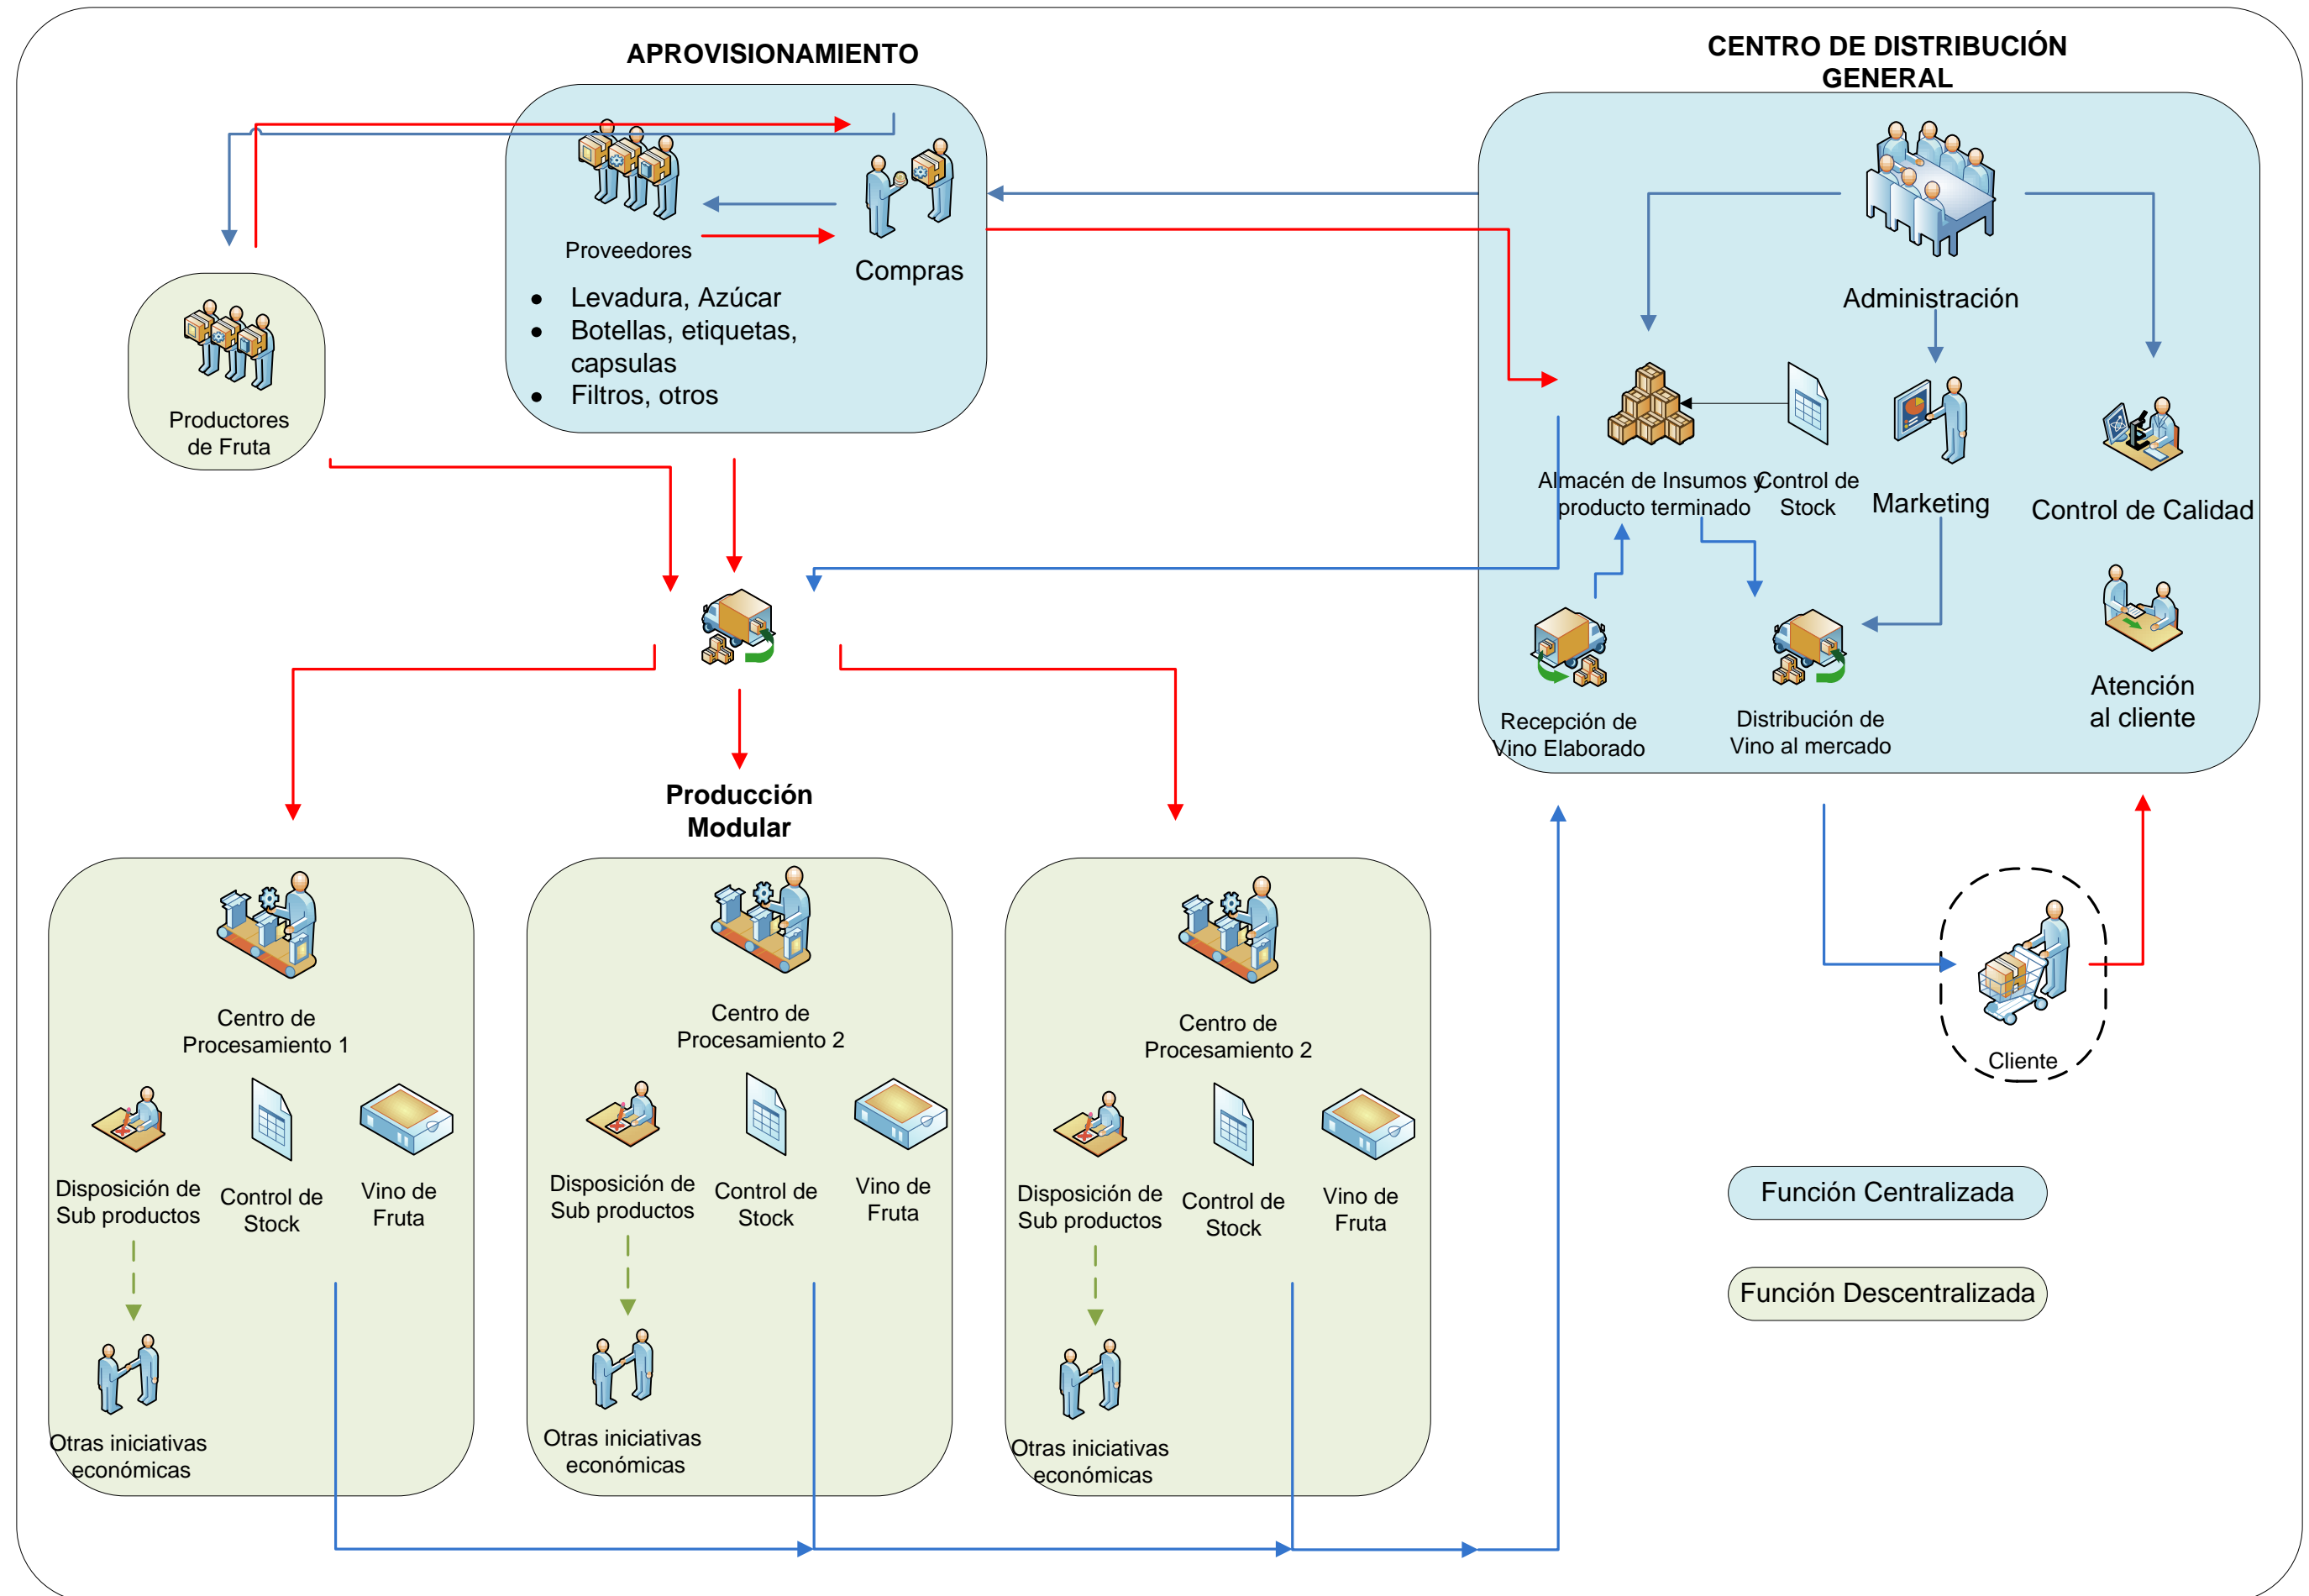 APROVISIONAMIENTO
CENTRO DE DISTRIBUCIÓN
GENERAL
Proveedores
Compras
• Levadura, Azúcar
• Botellas, etiquetas,
capsulas
• Filtros, otros
Productores
de Fruta
Administración
Almacén de Insumos y
producto terminado
Control de
Stock
Marketing
Control de Calidad
Recepción de
Vino Elaborado
Distribución de
Vino al mercado
Atención
al cliente
Producción
Modular
Centro de
Procesamiento 1
Disposición de
Sub productos
Control de
Stock
Vino de
Fruta
Otras iniciativas
económicas
Centro de
Procesamiento 2
Disposición de
Sub productos
Control de
Stock
Vino de
Fruta
Otras iniciativas
económicas
Centro de
Procesamiento 2
Disposición de
Sub productos
Control de
Stock
Vino de
Fruta
Otras iniciativas
económicas
Cliente
Función Centralizada
Función Descentralizada